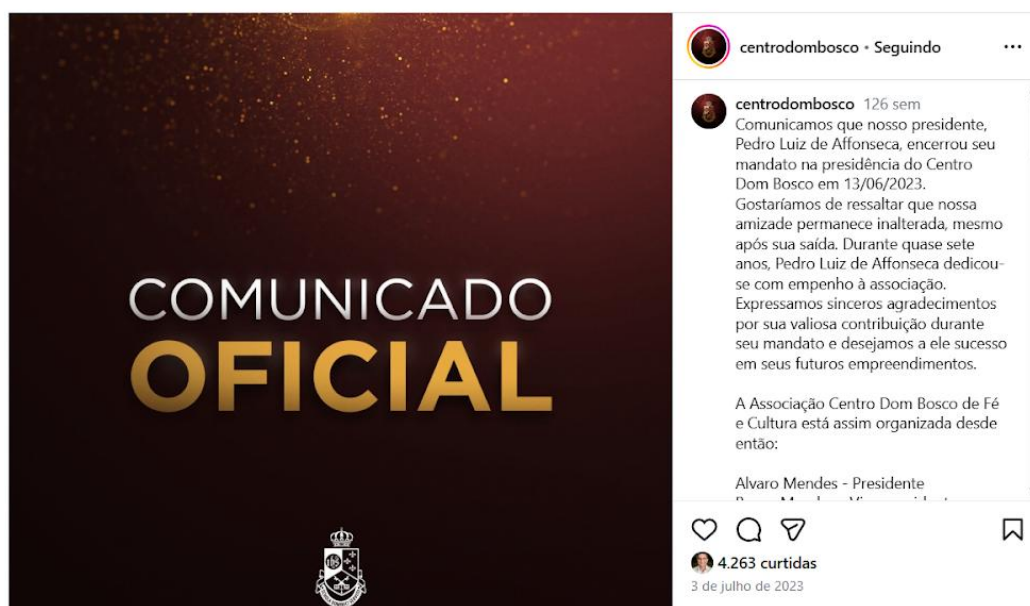 COMUNICADO
OFICIAL
centrodombosco • Seguindo
centrodombosco 126 sem
Comunicamos que nosso presidente,
Pedro Luiz de Affonseca, encerrou seu
mandato na presidência do Centro
Dom Bosco em 13/06/2023.
Gostaríamos de ressaltar que nossa
amizade permanece inalterada, mesmo
após sua saída. Durante quase sete
anos, Pedro Luiz de Affonseca dedicou-
se com empenho à associação.
Expressamos sinceros agradecimentos
por sua valiosa contribuição durante
seu mandato e desejamos a ele sucesso
em seus futuros empreendimentos.
A Associação Centro Dom Bosco de Fé
e Cultura está assim organizada desde
então:
Alvaro Mendes - Presidente
4.263 curtidas
3 de julho de 2023